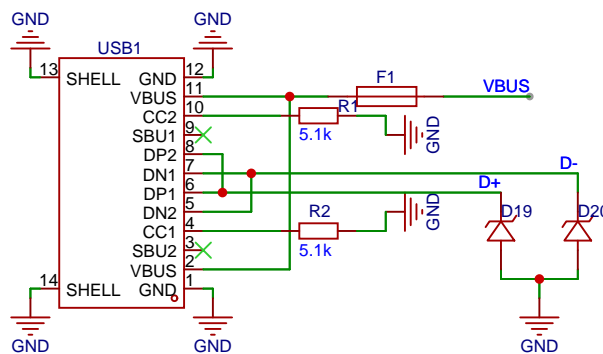 GND GND
USB1
13 SHELL GND 12
VBUS 11 F1 VBUS
CC2 10 R1
SBU1 9 5.1k GND
DP2 8
DN1 7 D-
DP1 6 D+
DN2 5 R2 GND D19 D20
CC1 4
SBU2 3 5.1k
VBUS 2
14 SHELL GND 1
GND GND GND